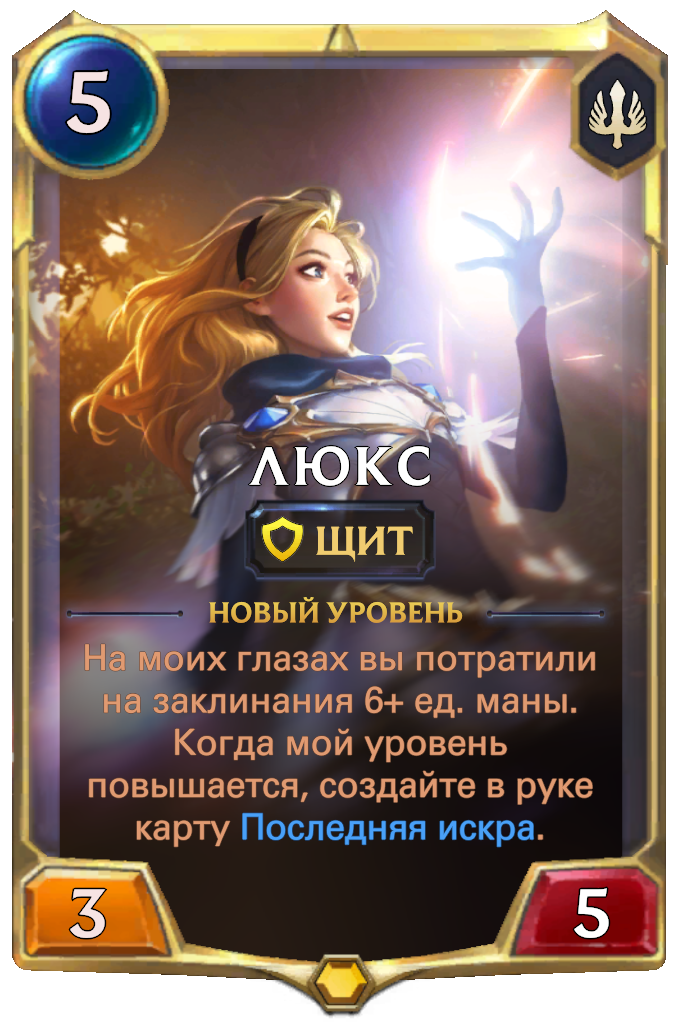 5
ЛЮКС
ЩИТ
НОВЫЙ УРОВЕНЬ
На моих глазах вы потратили
на заклинания 6+ ед. маны.
Когда мой уровень
повышается, создайте в руке
карту Последняя искра.
3
5